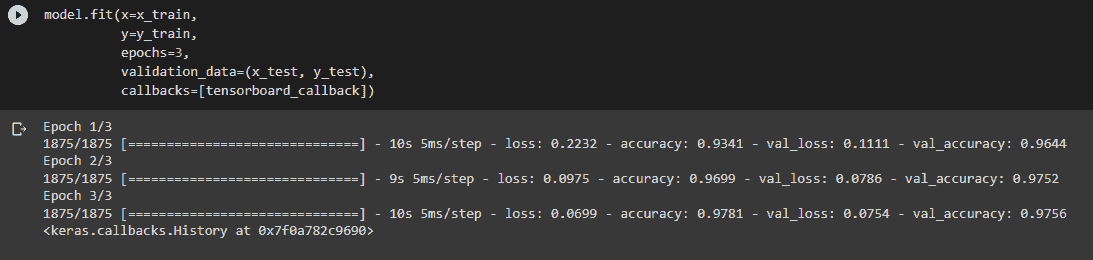 model.fit(x=x_train,
          y=y_train,
          epochs=3,
          validation_data=(x_test, y_test),
          callbacks=[tensorboard_callback])
Epoch 1/3
1875/1875 [==============================] - 10s 5ms/step - loss: 0.2232 - accuracy: 0.9341 - val_loss: 0.1111 - val_accuracy: 0.9644
Epoch 2/3
1875/1875 [==============================] - 9s 5ms/step - loss: 0.0975 - accuracy: 0.9699 - val_loss: 0.0786 - val_accuracy: 0.9752
Epoch 3/3
1875/1875 [==============================] - 10s 5ms/step - loss: 0.0699 - accuracy: 0.9781 - val_loss: 0.0754 - val_accuracy: 0.9756
<keras.callbacks.History at 0x7f0a782c9690>